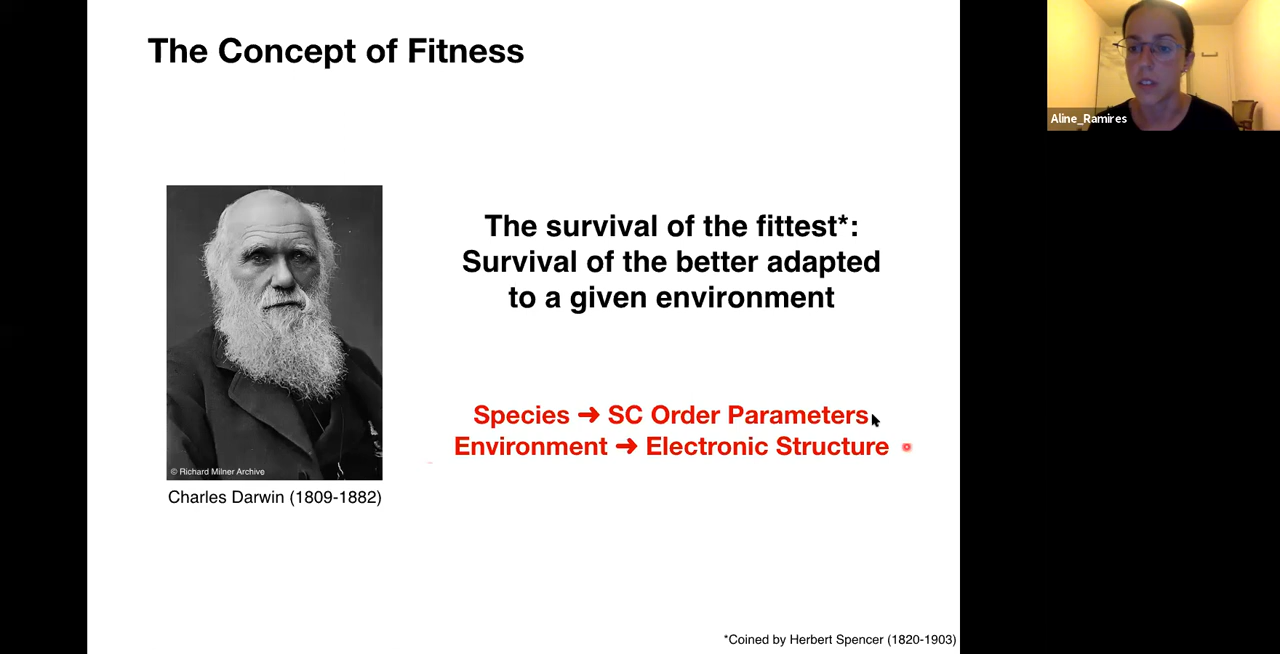 The Concept of Fitness
Aline_Ramires
The survival of the fittest*:
Survival of the better adapted
to a given environment
Species ➜ SC Order Parameters
Environment ➜ Electronic Structure
© Richard Milner Archive
Charles Darwin (1809-1882)
*Coined by Herbert Spencer (1820-1903)